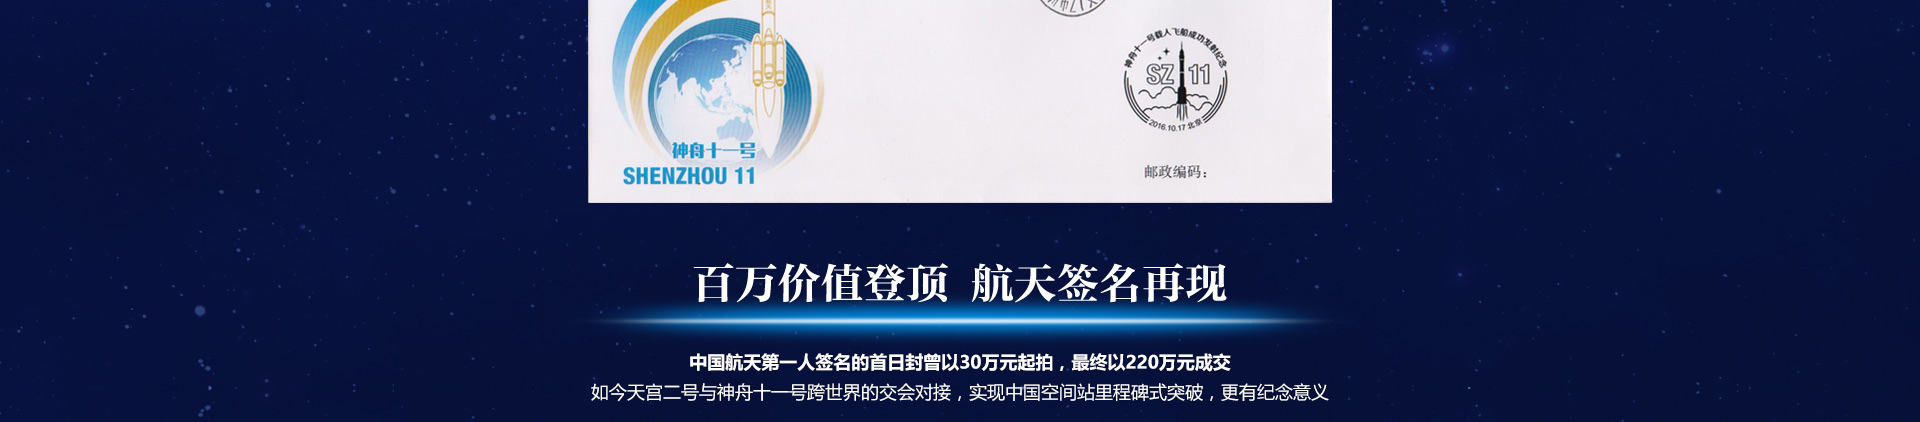 神舟十一号载人飞船成功发射纪念
SZ 11
2016.10.17 北京
神舟十一号
SHENZHOU 11
邮政编码：
百万价值登顶 航天签名再现
中国航天第一人签名的首日封曾以30万元起拍，最终以220万元成交
如今天宫二号与神舟十一号跨世界的交会对接，实现中国空间站里程碑式突破，更有纪念意义